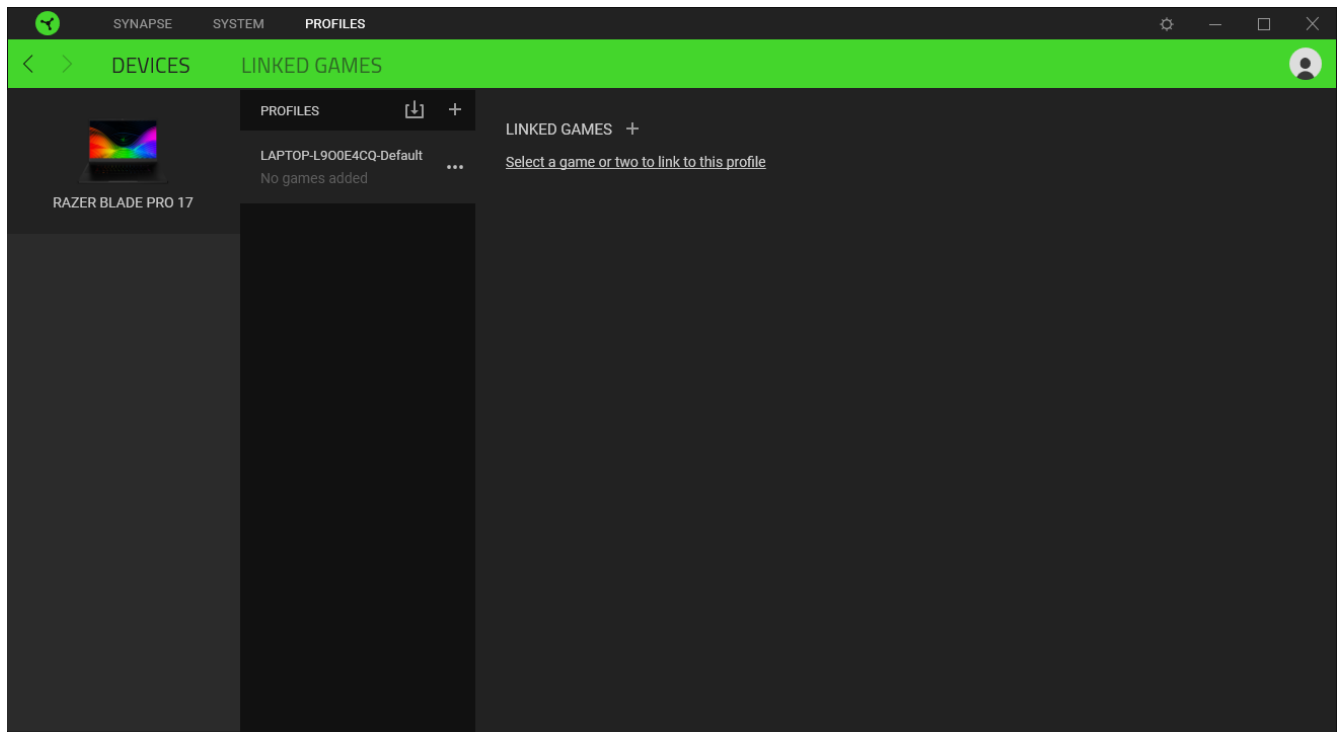 SYNAPSE SYSTEM PROFILES
DEVICES LINKED GAMES
RAZER BLADE PRO 17
PROFILES
LAPTOP-L9O0E4CQ-Default
No games added
LINKED GAMES
Select a game or two to link to this profile